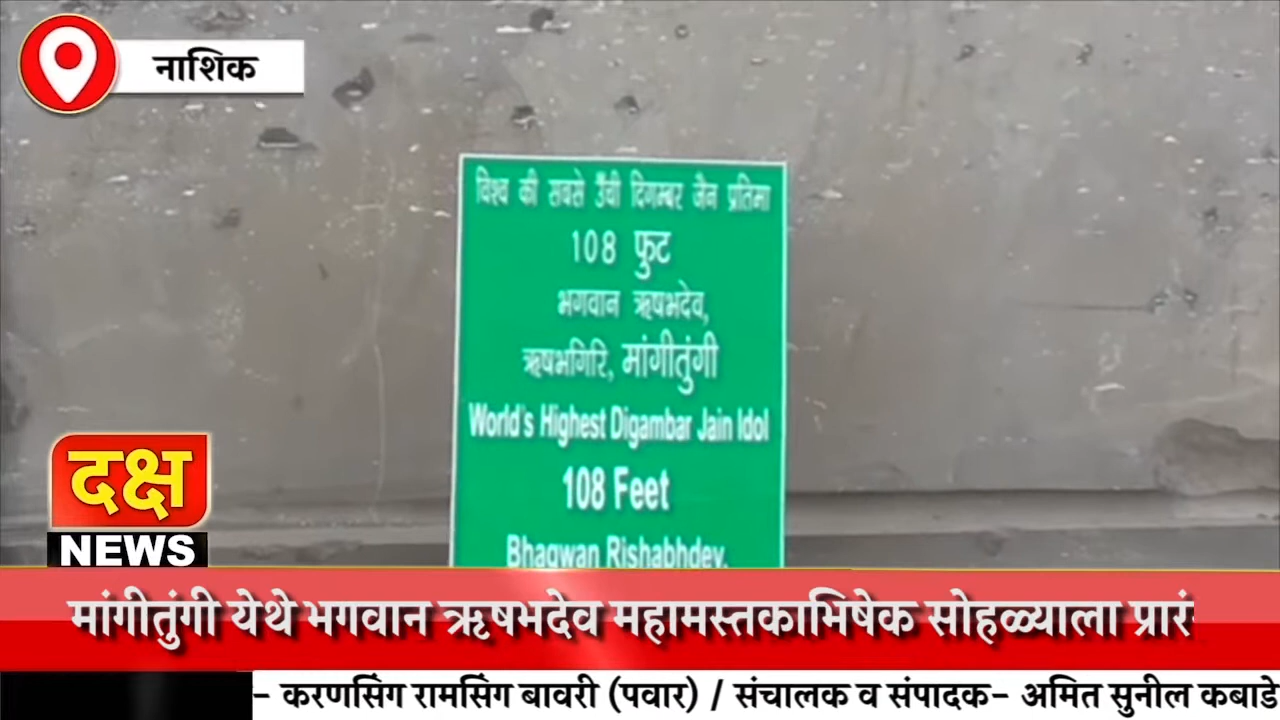 नाशिक
विश्व की सबसे उँची दिगम्बर जैन प्रतिमा
108 फुट
भगवान ऋषभदेव,
ऋषभगिरि, मांगीतुंगी
World's Highest Digambar Jain Idol
108 Feet
Bhagwan Rishabhdev,
दक्ष
NEWS
मांगीतुंगी येथे भगवान ऋषभदेव महामस्तकाभिषेक सोहळ्याला
– करणसिंग रामसिंग बावरी (पवार) / संचालक व संपादक– अमित सुनील कबाडे